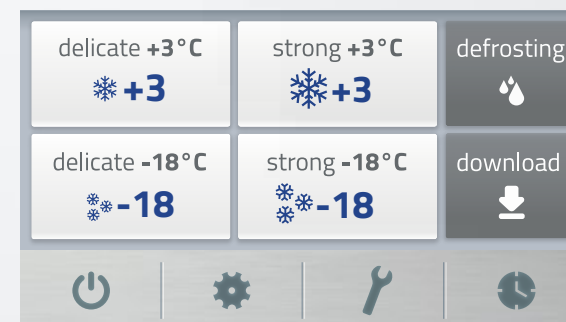 delicate +3°C
+3
strong +3°C
+3
defrosting
delicate -18°C
-18
strong -18°C
-18
download